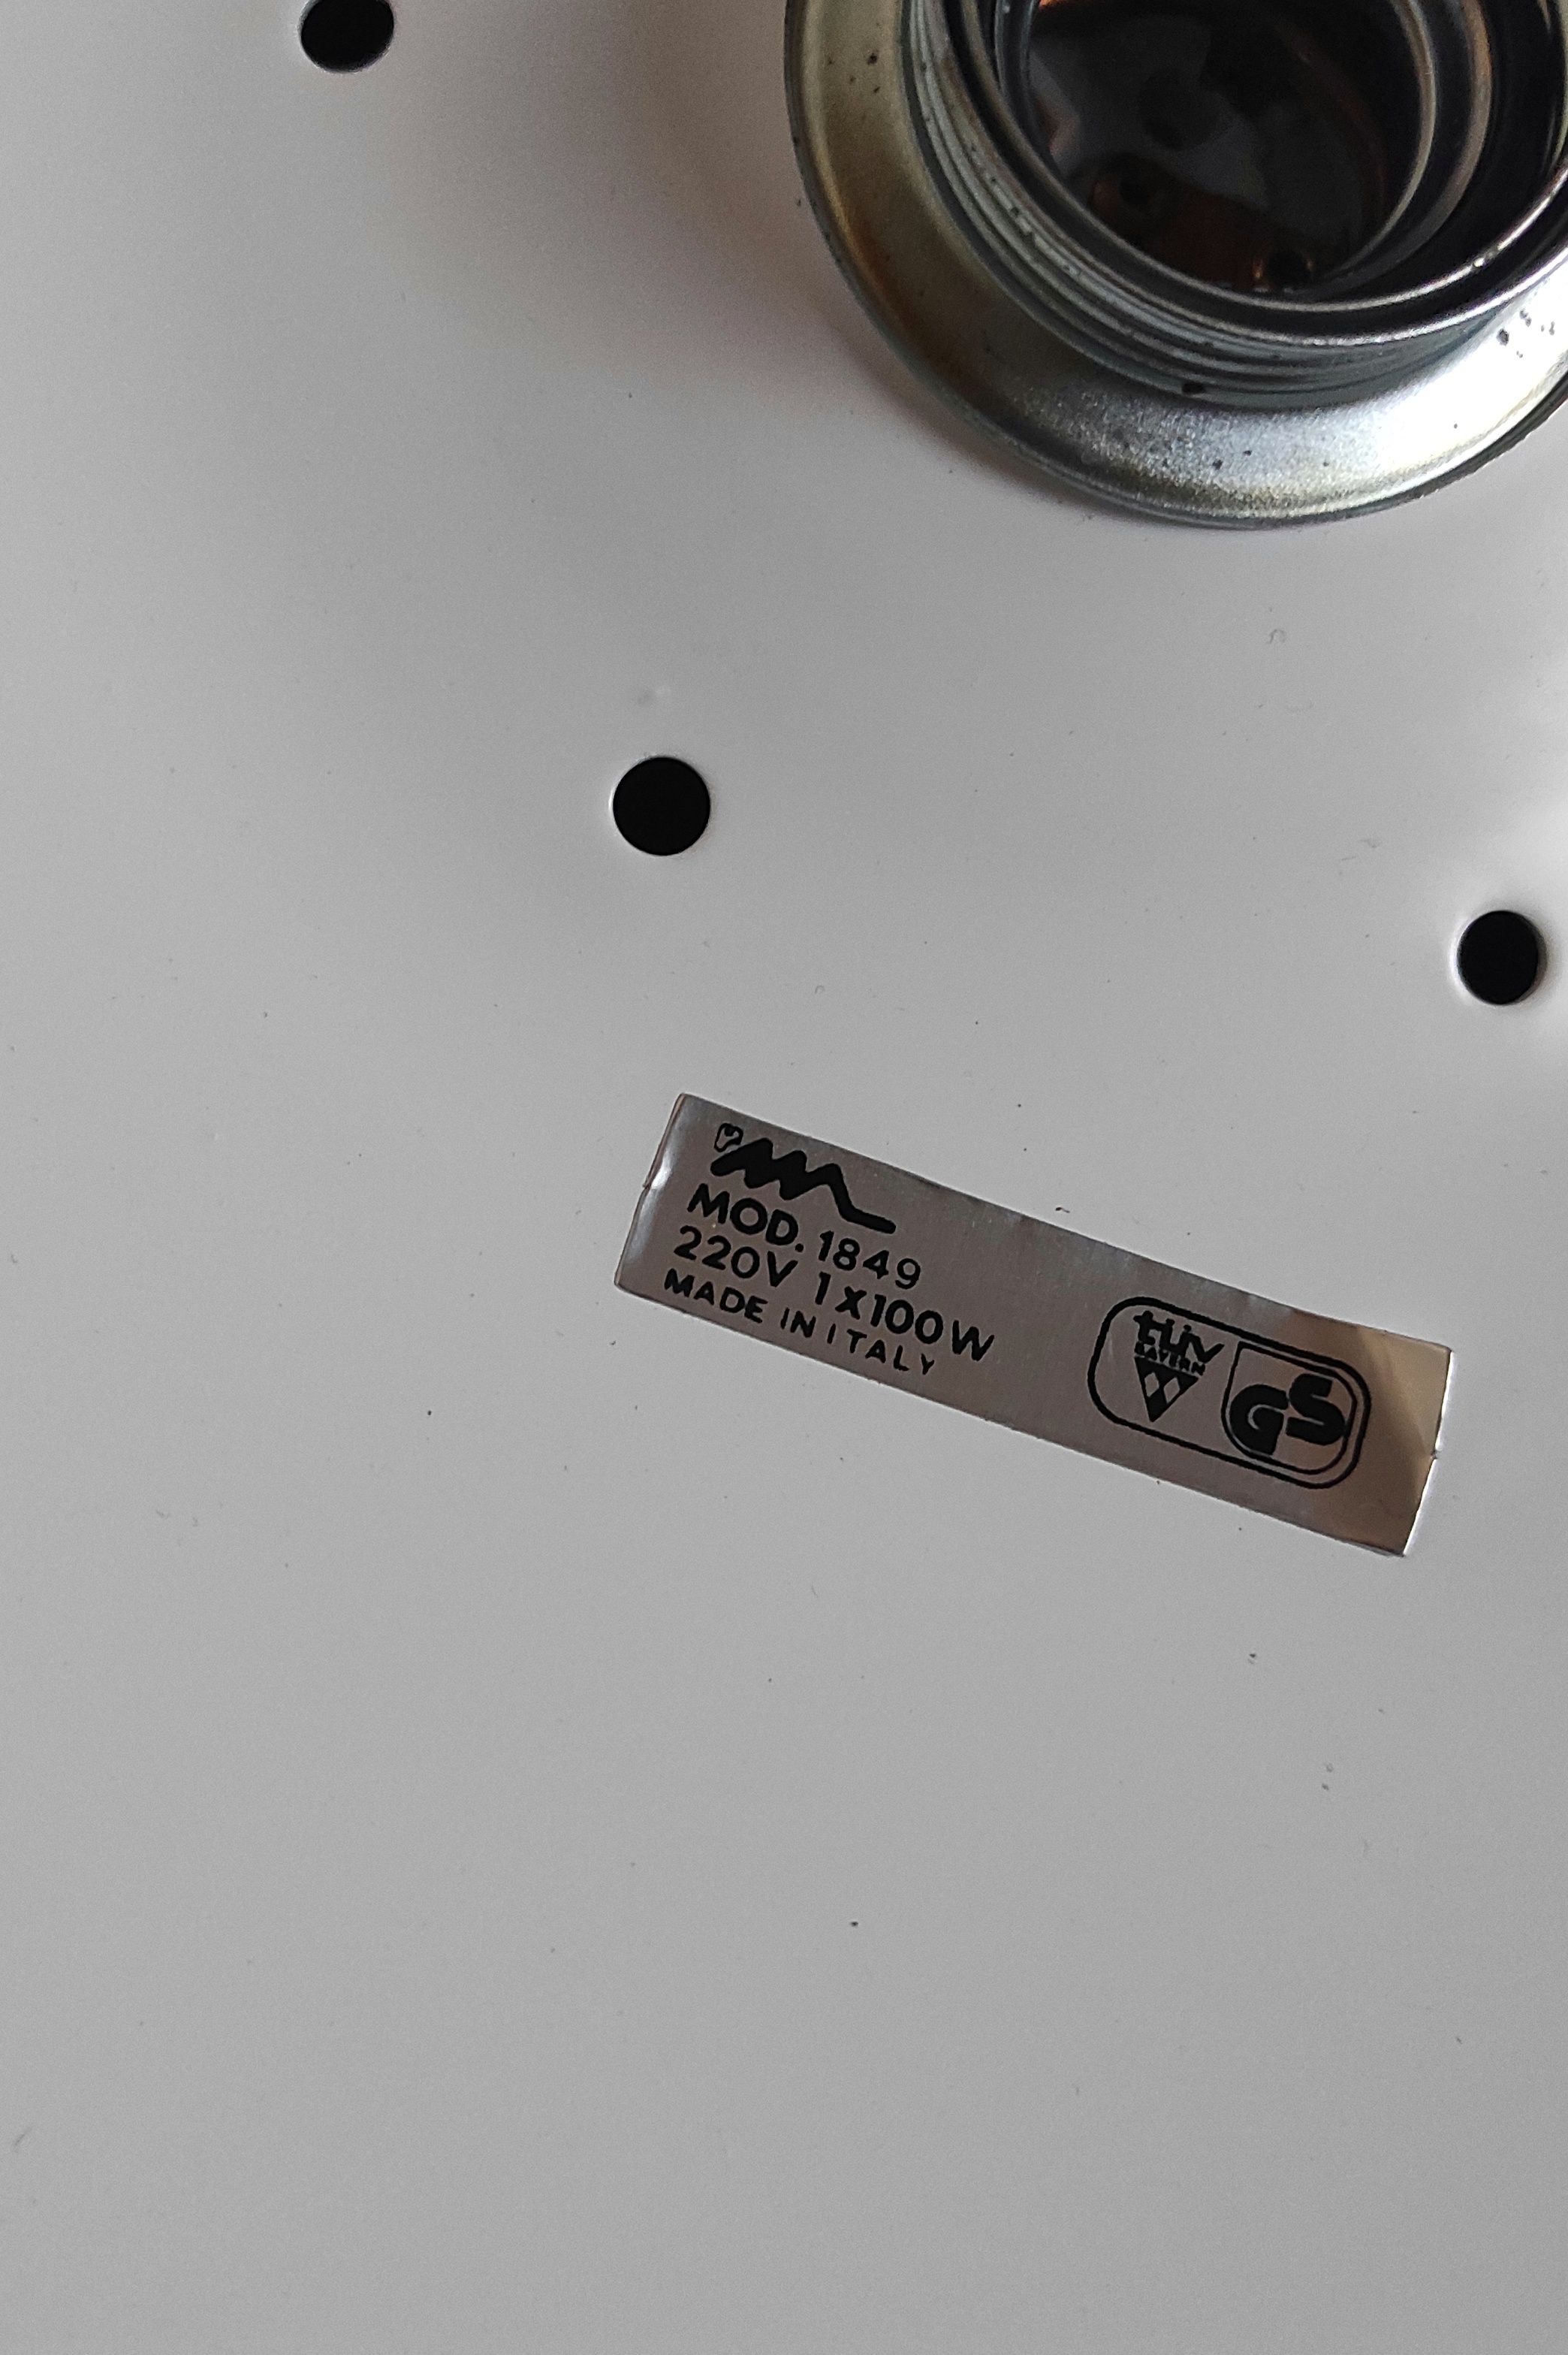 MOD. 1849
220V 1X100W
MADE IN ITALY
TÜV
BAYERN
GS